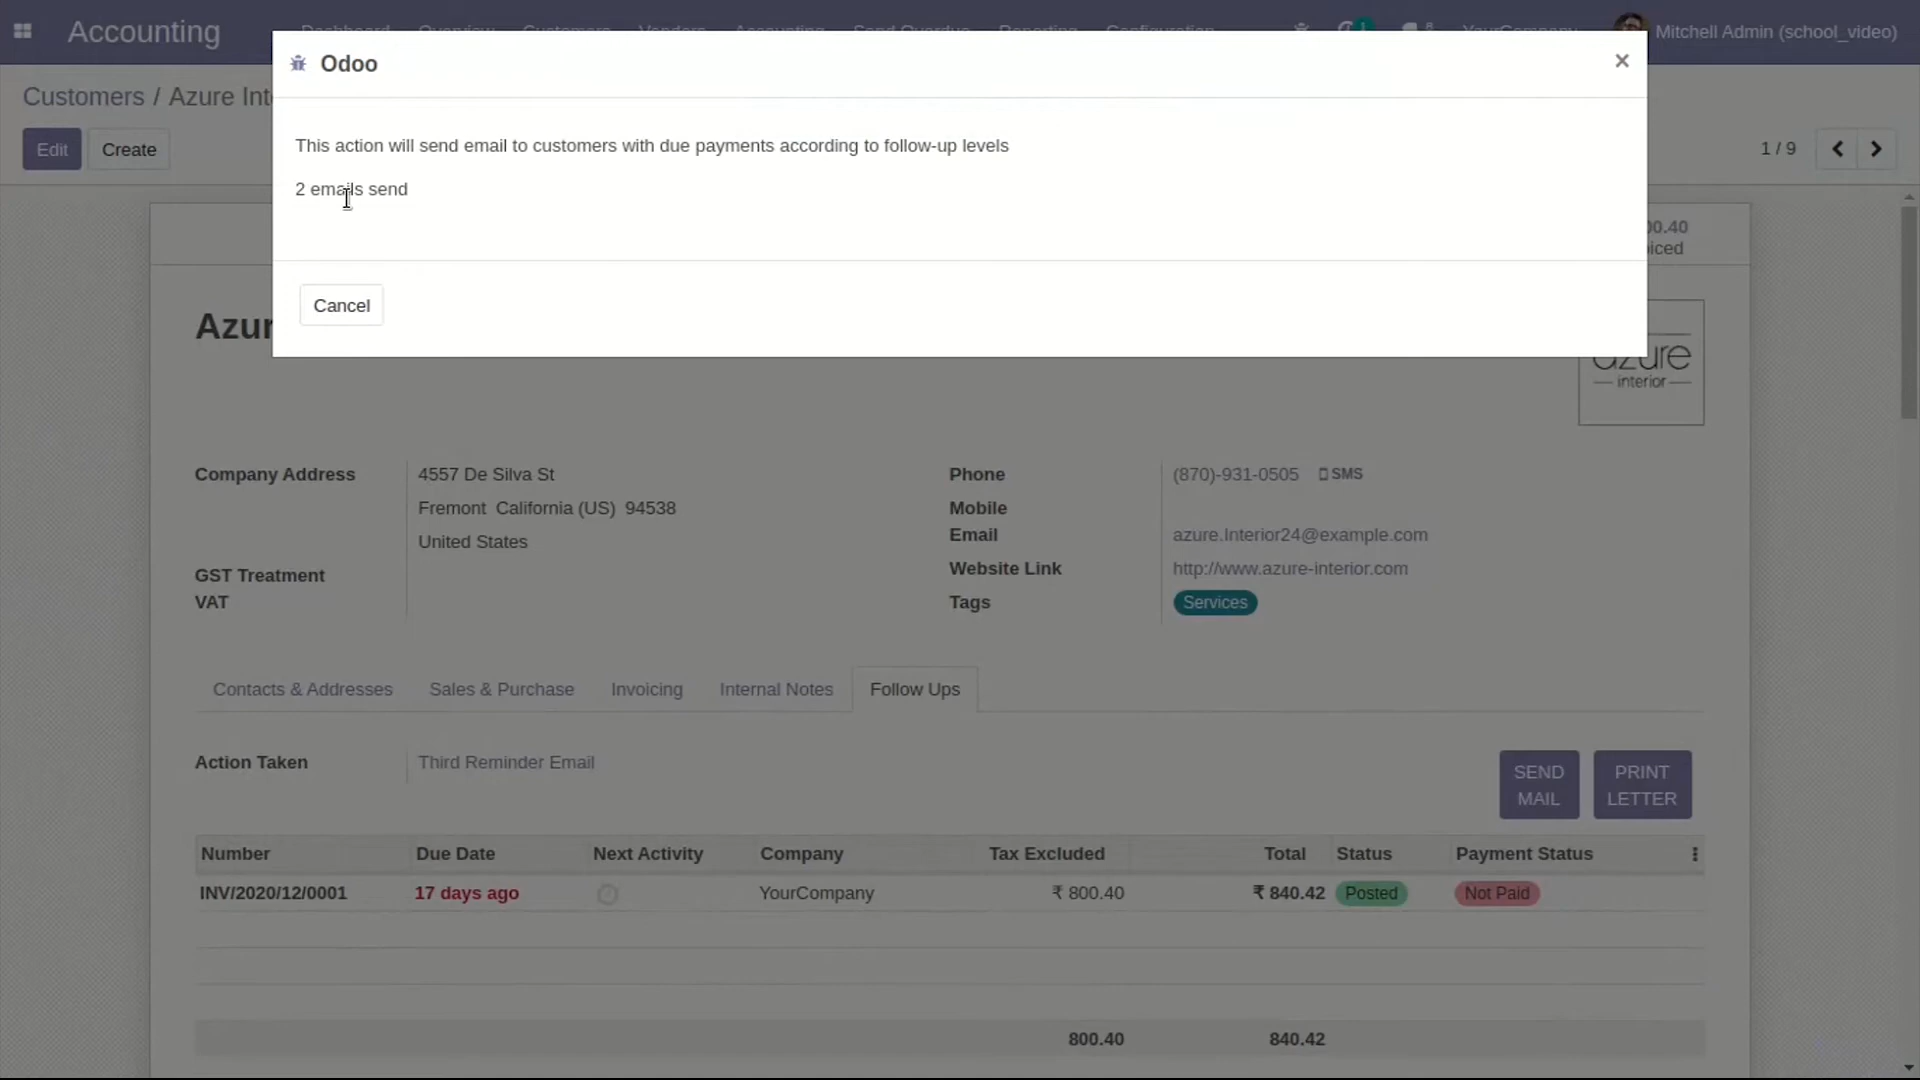 Accounting
Mitchell Admin (school_video)
Odoo
×
Customers / Azure Int
Edit
Create
1 / 9
This action will send email to customers with due payments according to follow-up levels
2 emails send
Cancel
00.40
iced
Azur
azure
interior
Company Address
4557 De Silva St
Fremont California (US) 94538
United States
GST Treatment
VAT
Phone
(870)-931-0505 SMS
Mobile
Email
azure.Interior24@example.com
Website Link
http://www.azure-interior.com
Tags
Services
Contacts & Addresses
Sales & Purchase
Invoicing
Internal Notes
Follow Ups
Action Taken
Third Reminder Email
SEND
MAIL
PRINT
LETTER
Number Due Date Next Activity Company Tax Excluded Total Status Payment Status
INV/2020/12/0001 17 days ago YourCompany ₹ 800.40 ₹ 840.42 Posted Not Paid
800.40 840.42